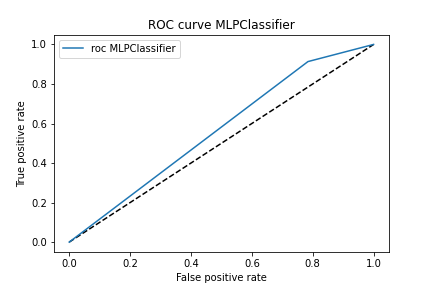 ROC curve MLPClassifier
roc MLPClassifier
True positive rate
1.0
0.8
0.6
0.4
0.2
0.0
0.0 0.2 0.4 0.6 0.8 1.0
False positive rate